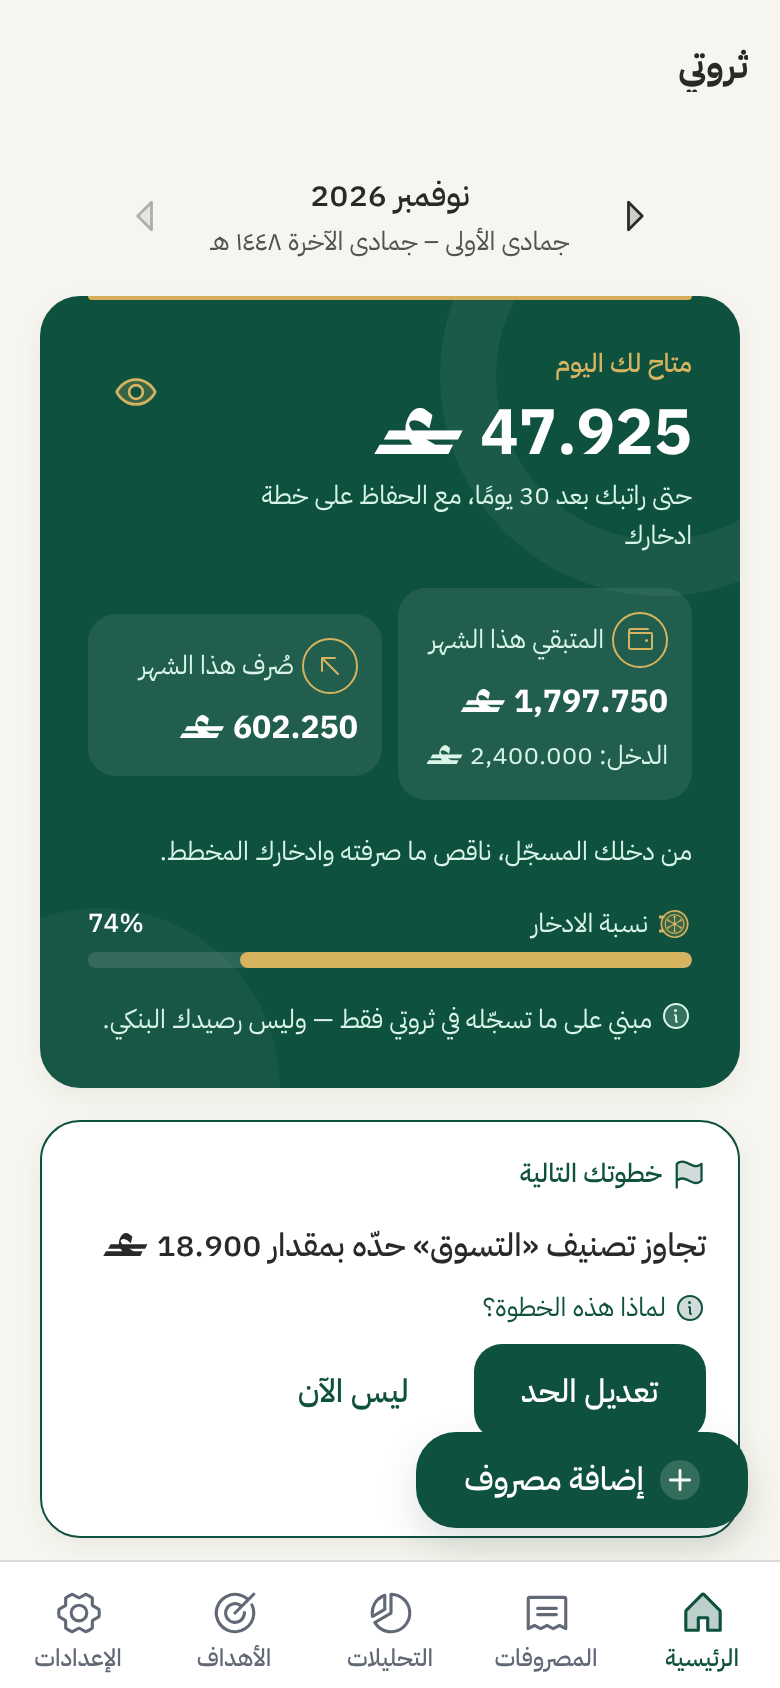 ثروتي
نوفمبر 2026
جمادى الأولى – جمادى الآخرة ١٤٤٨ هـ
متاح لك اليوم
47.925
حتى راتبك بعد 30 يومًا، مع الحفاظ على خطة
ادخارك
المتبقي هذا الشهر
1,797.750
الدخل: 2,400.000
صُرف هذا الشهر
602.250
من دخلك المسجّل، ناقص ما صرفته وادخارك المخطط.
نسبة الادخار
74%
مبني على ما تسجّله في ثروتي فقط — وليس رصيدك البنكي.
خطوتك التالية
تجاوز تصنيف «التسوق» حدّه بمقدار 18.900
لماذا هذه الخطوة؟
تعديل الحد
ليس الآن
إضافة مصروف
الرئيسية
المصروفات
التحليلات
الأهداف
الإعدادات